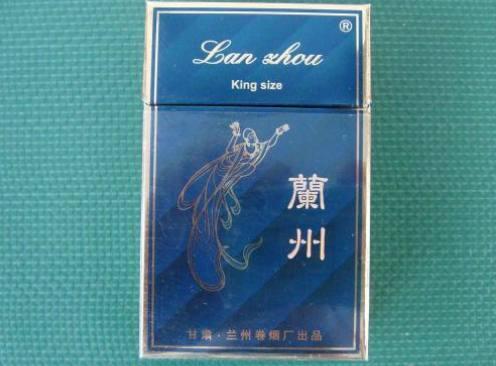 ®
Lan zhou
King size
蘭
州
甘肃·兰州卷烟厂出品